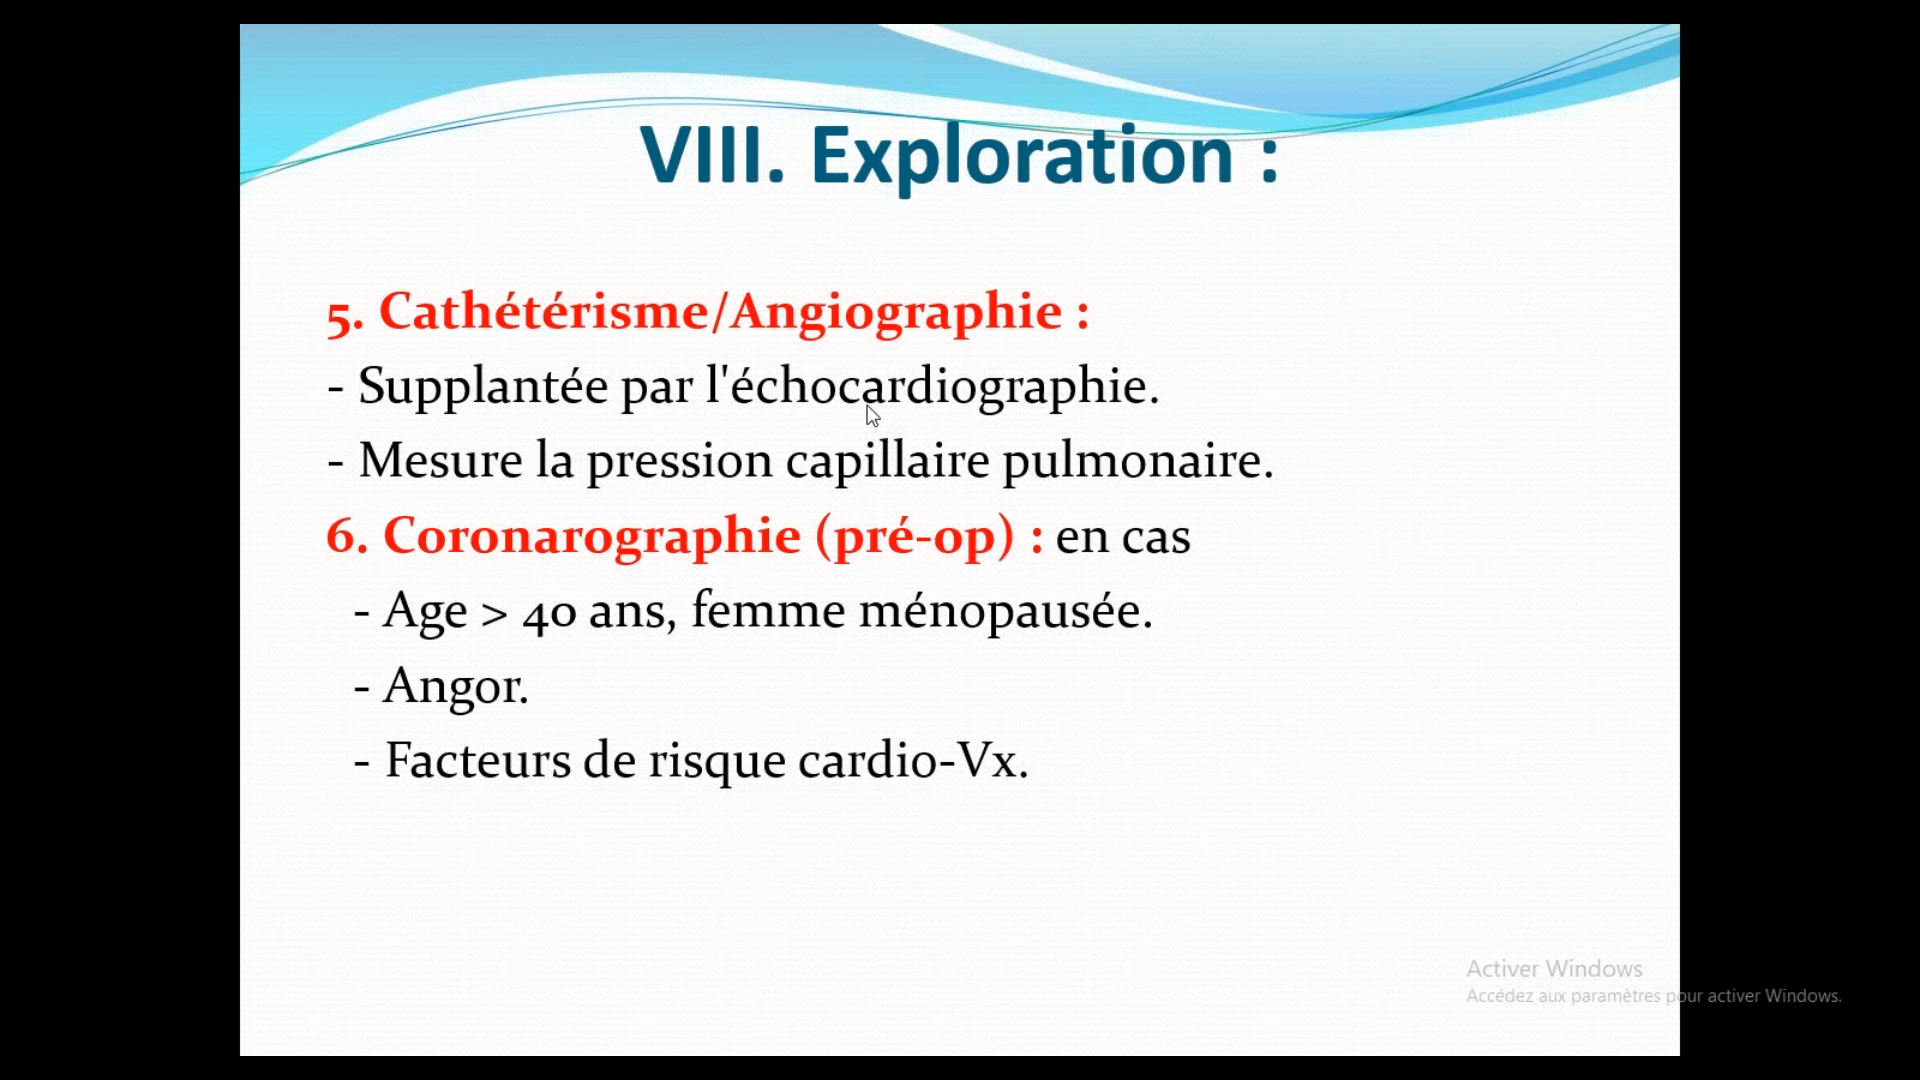 VIII. Exploration :
5. Cathétérisme/Angiographie :
- Supplantée par l'échocardiographie.
- Mesure la pression capillaire pulmonaire.
6. Coronarographie (pré-op) : en cas
- Age > 40 ans, femme ménopausée.
- Angor.
- Facteurs de risque cardio-Vx.
Activer Windows
Accédez aux paramètres pour activer Windows.